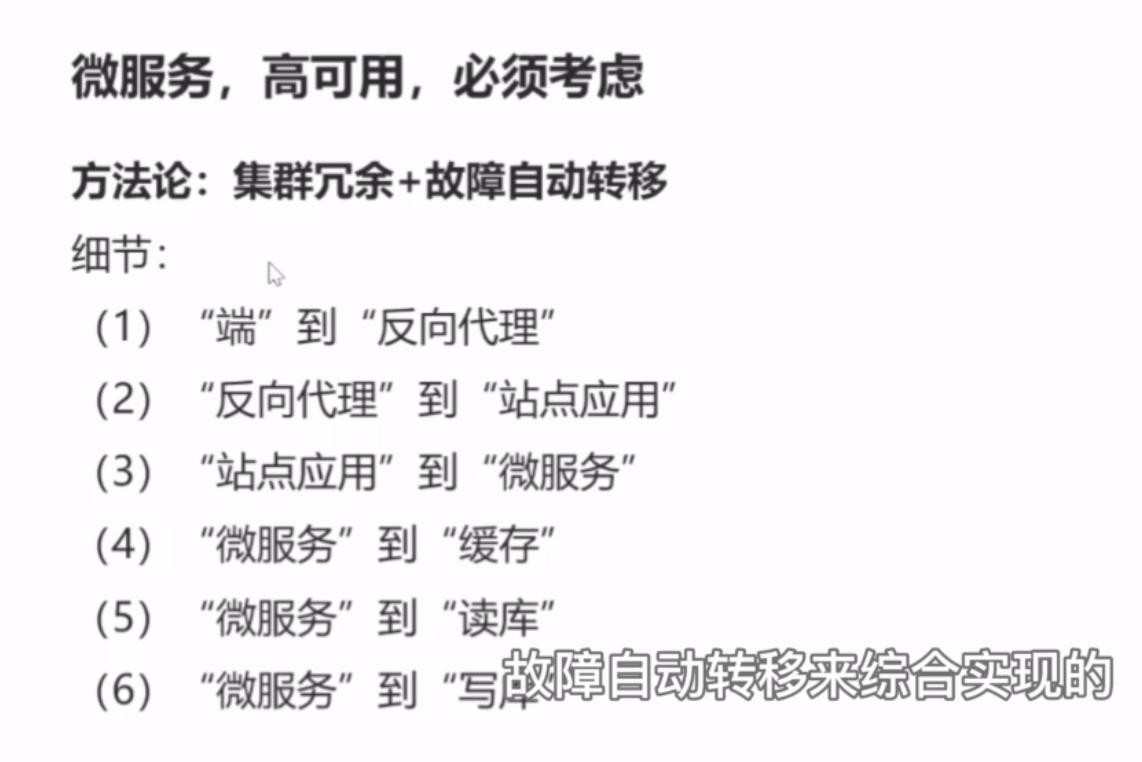 微服务，高可用，必须考虑
方法论：集群冗余+故障自动转移
细节：
（1） “端”到“反向代理”
（2） “反向代理”到“站点应用”
（3） “站点应用”到“微服务”
（4） “微服务”到“缓存”
（5） “微服务”到“读库”
（6） “微服务”到“写库
故障自动转移来综合实现的